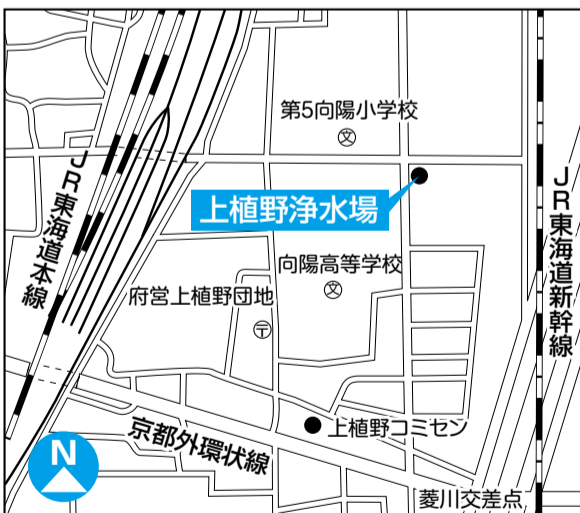 第5向陽小学校
文
上植野浄水場
JR東海道本線
JR東海道新幹線
向陽高等学校
文
府営上植野団地
〒
上植野コミセン
京都外環状線
菱川交差点
N